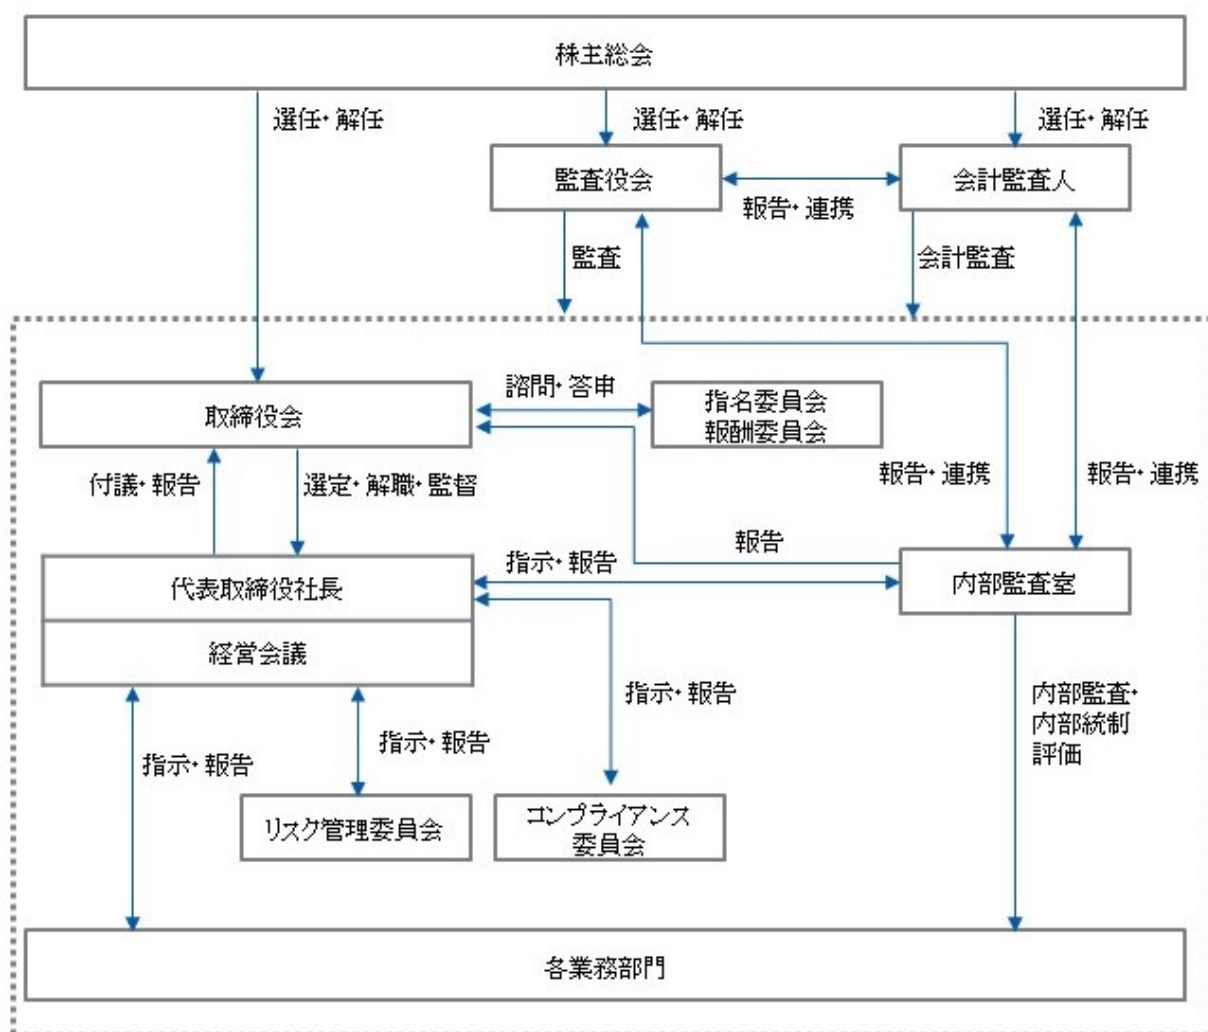 株主総会
選任・解任
選任・解任
選任・解任
監査役会
会計監査人
報告・連携
監査
会計監査
取締役会
諮問・答申
指名委員会
報酬委員会
付議・報告
選定・解職・監督
報告・連携
報告・連携
報告
指示・報告
代表取締役社長
内部監査室
経営会議
指示・報告
内部監査・
内部統制
評価
指示・報告
指示・報告
リスク管理委員会
コンプライアンス
委員会
各業務部門